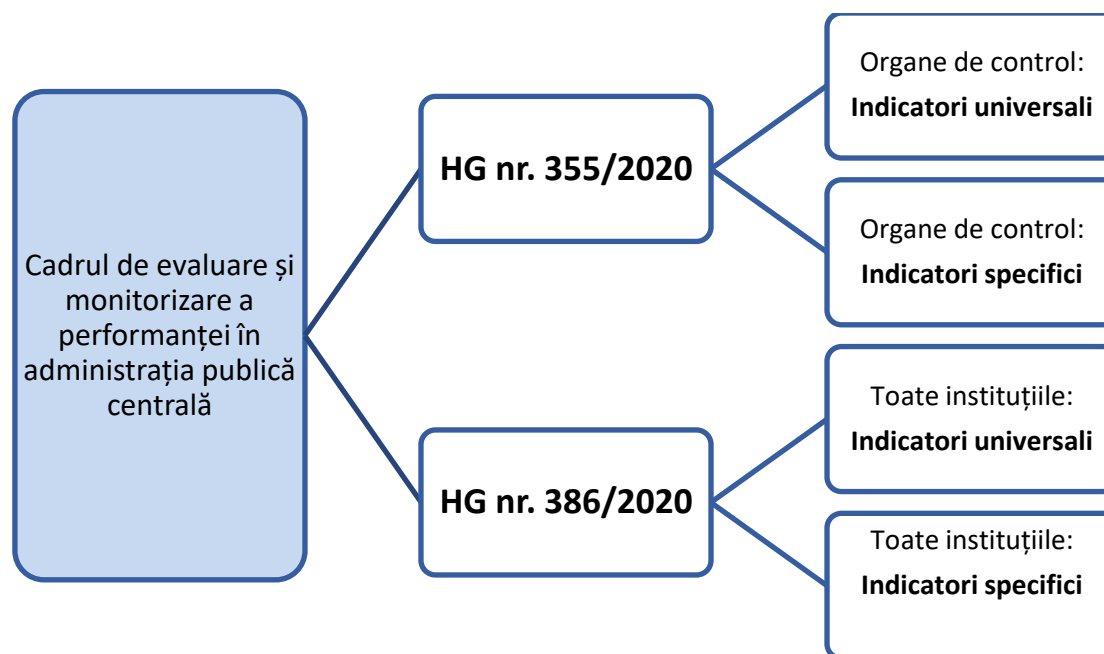 Cadrul de evaluare și
monitorizare a
performanței în
administrația publică
centrală
HG nr. 355/2020
Organe de control:
Indicatori universali
Organe de control:
Indicatori specifici
HG nr. 386/2020
Toate instituțiile:
Indicatori universali
Toate instituțiile:
Indicatori specifici